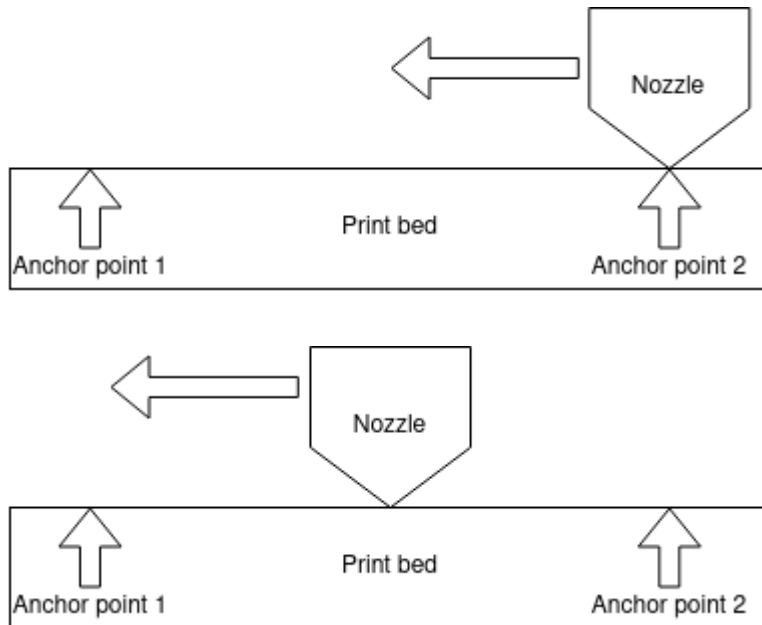 Nozzle
Print bed
Anchor point 1
Anchor point 2
Nozzle
Print bed
Anchor point 1
Anchor point 2